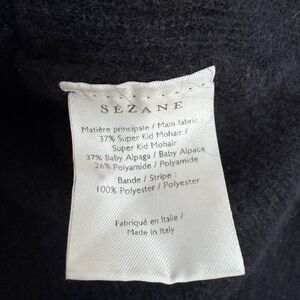 SÉZANE
Matière principale / Main fabric :
37% Super Kid Mohair /
Super Kid Mohair
37% Baby Alpaga / Baby Alpaca
26% Polyamide / Polyamide
Bande / Stripe :
100% Polyester / Polyester
Fabriqué en Italie /
Made in Italy